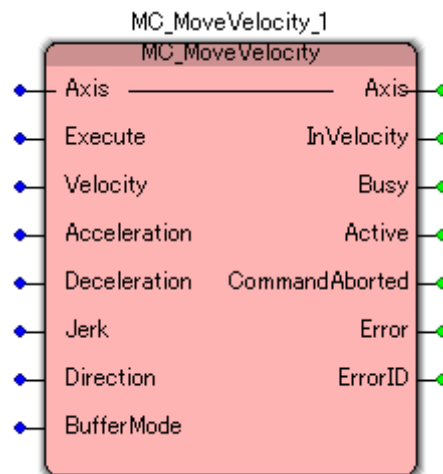 MC_MoveVelocity_1
MC_MoveVelocity
Axis Axis
Execute InVelocity
Velocity Busy
Acceleration Active
Deceleration CommandAborted
Jerk Error
Direction ErrorID
BufferMode